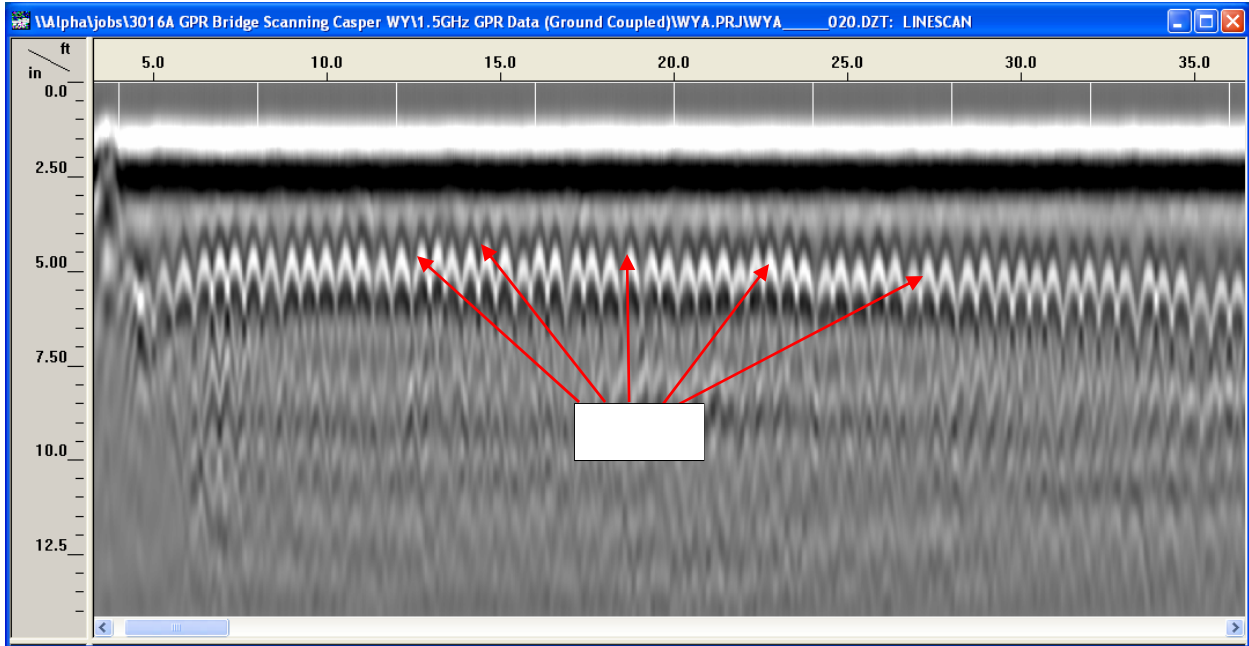 \\Alpha\jobs\3016A GPR Bridge Scanning Casper WY\1.5GHz GPR Data (Ground Coupled)\WYA.PRJ\WYA_____020.DZT: LINESCAN
ft
in
5.0 10.0 15.0 20.0 25.0 30.0 35.0
0.0
2.50
5.00
7.50
10.0
12.5